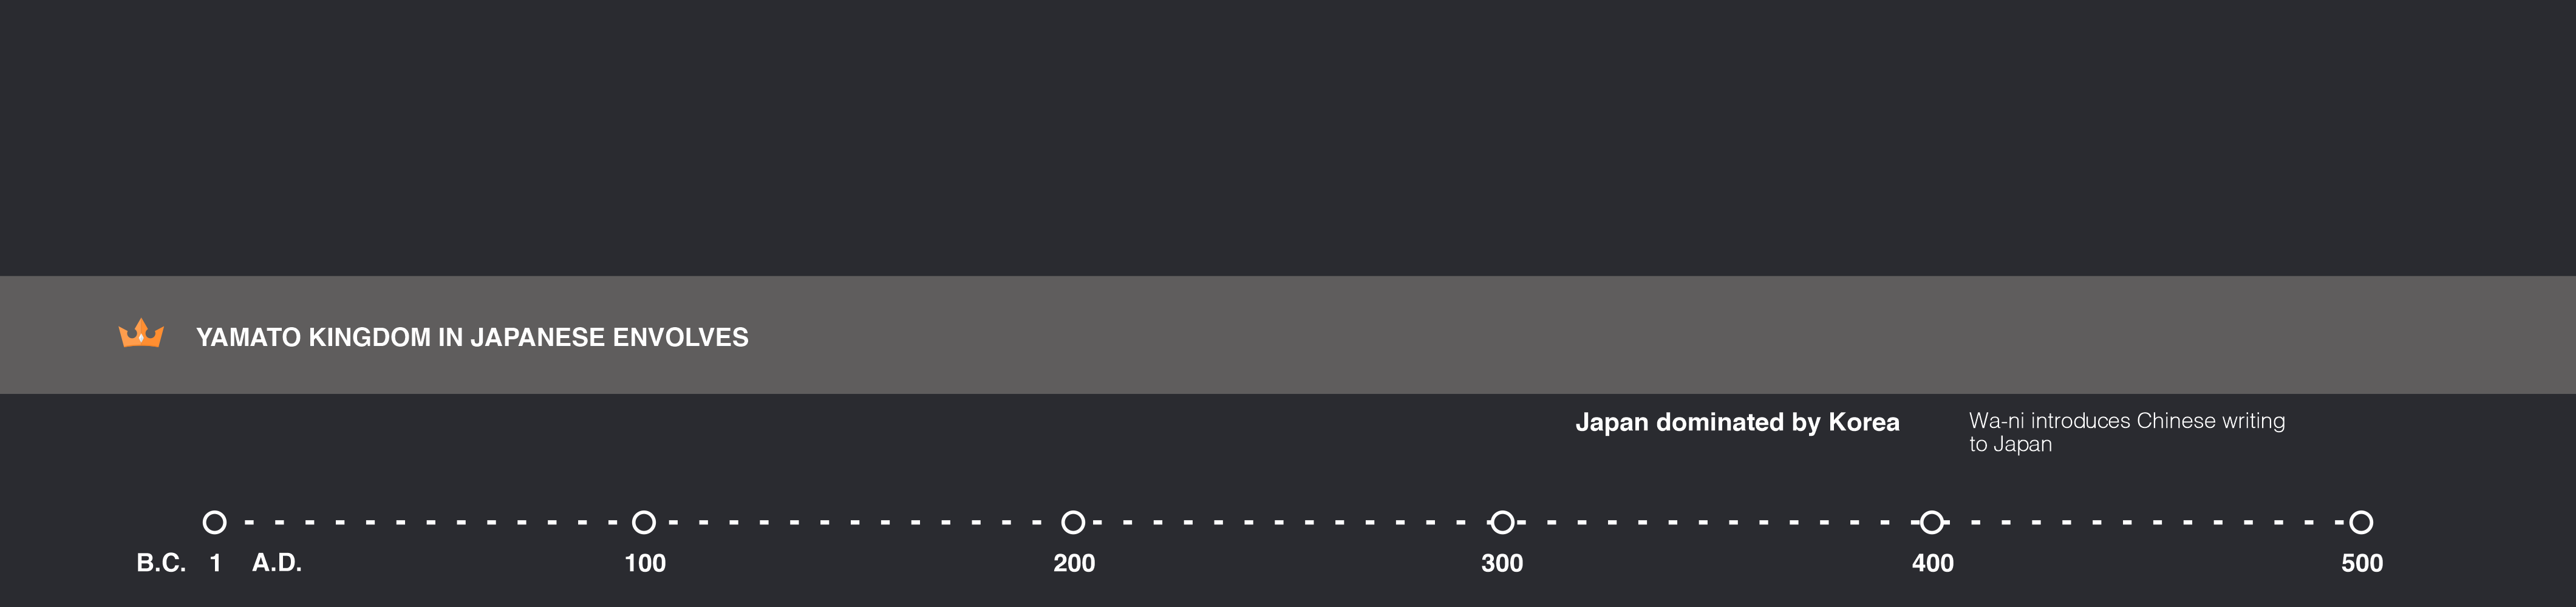 YAMATO KINGDOM IN JAPANESE ENVOLVES
Japan dominated by Korea
Wa-ni introduces Chinese writing
to Japan
B.C. 1 A.D. 100 200 300 400 500